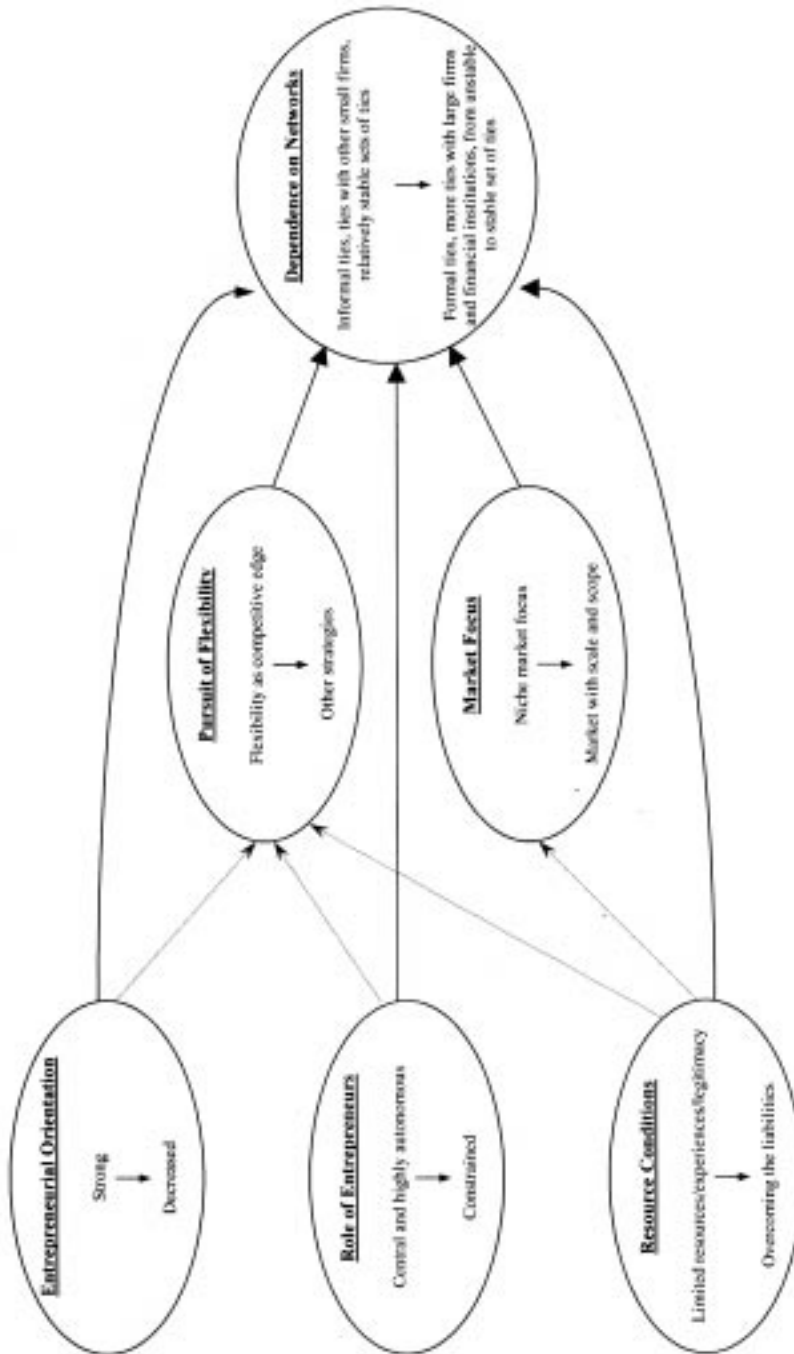 Entrepreneurial Orientation
Strong
Decreased
Role of Entrepreneurs
Central and highly autonomous
Constrained
Resource Conditions
Limited resources/experiences/legitimacy
Overcoming the liabilities
Pursuit of Flexibility
Flexibility as competitive edge
Other strategies
Market Focus
Niche market focus
Market with scale and scope
Dependence on Networks
Informal ties, ties with other small firms,
relatively stable sets of ties
Formal ties, more ties with large firms
and financial institutions, from unstable
to stable set of ties